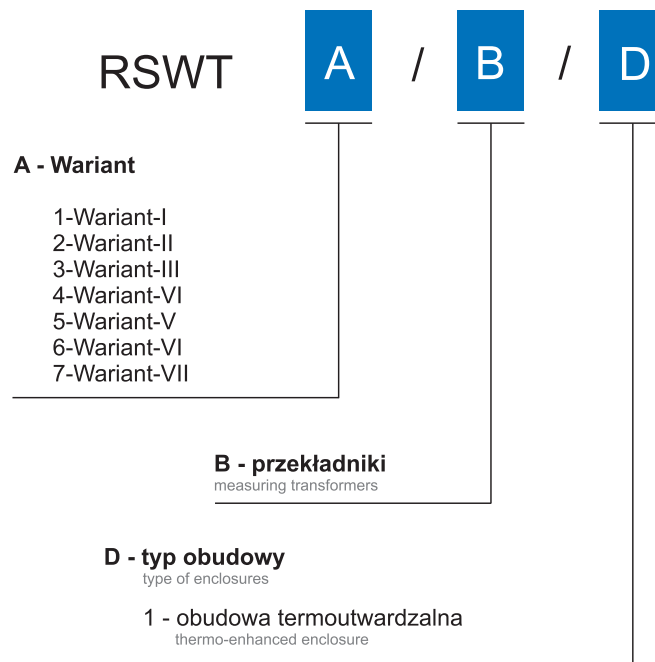 RSWT A / B / D
A - Wariant
1-Wariant-I
2-Wariant-II
3-Wariant-III
4-Wariant-VI
5-Wariant-V
6-Wariant-VI
7-Wariant-VII
B - przekładniki
measuring transformers
D - typ obudowy
type of enclosures
1 - obudowa termoutwardzalna
thermo-enhanced enclosure